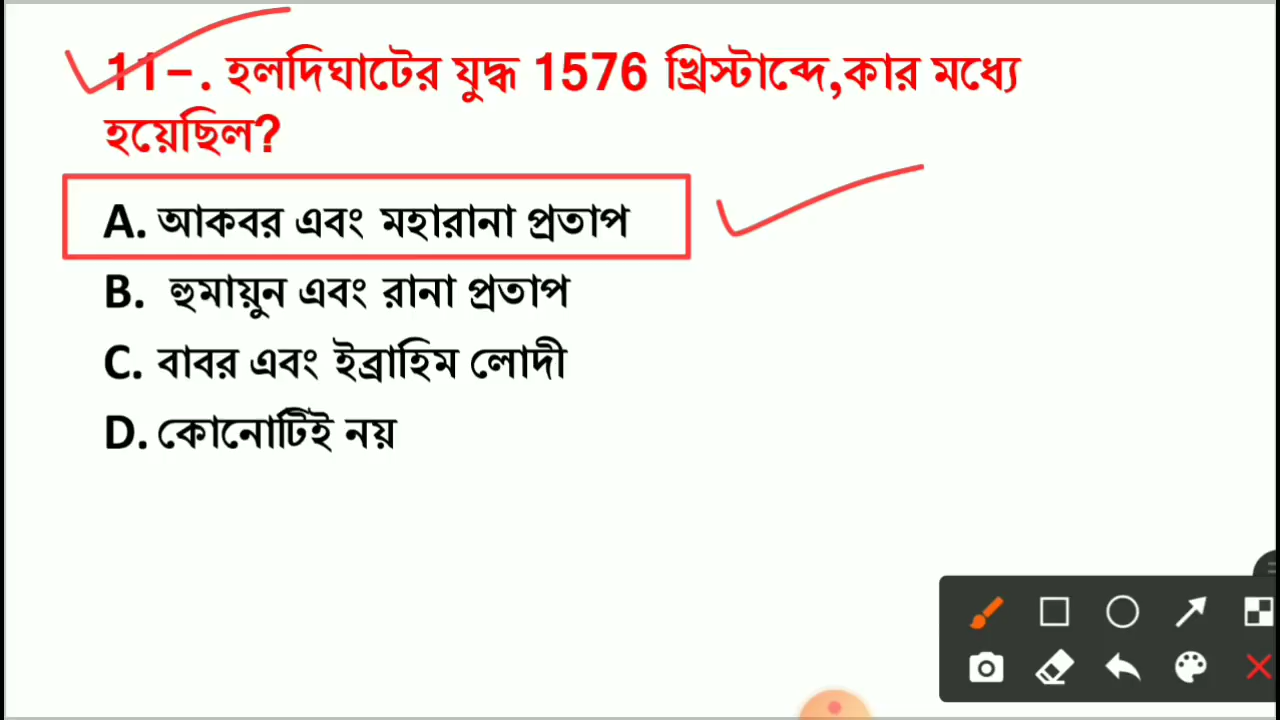 11-. হলদিঘাটের যুদ্ধ 1576 খ্রিস্টাব্দে,কার মধ্যে
হয়েছিল?
A. আকবর এবং মহারানা প্রতাপ
B. হুমায়ুন এবং রানা প্রতাপ
C. বাবর এবং ইব্রাহিম লোদী
D. কোনোটিই নয়